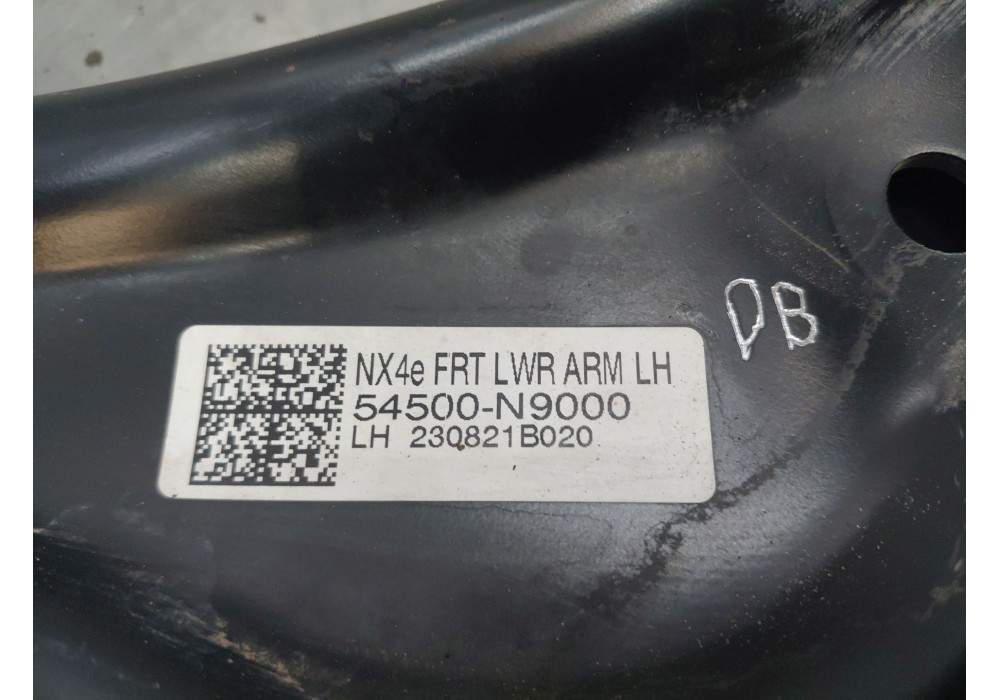 DB
NX4e FRT LWR ARM LH
54500-N9000
LH 230821B020